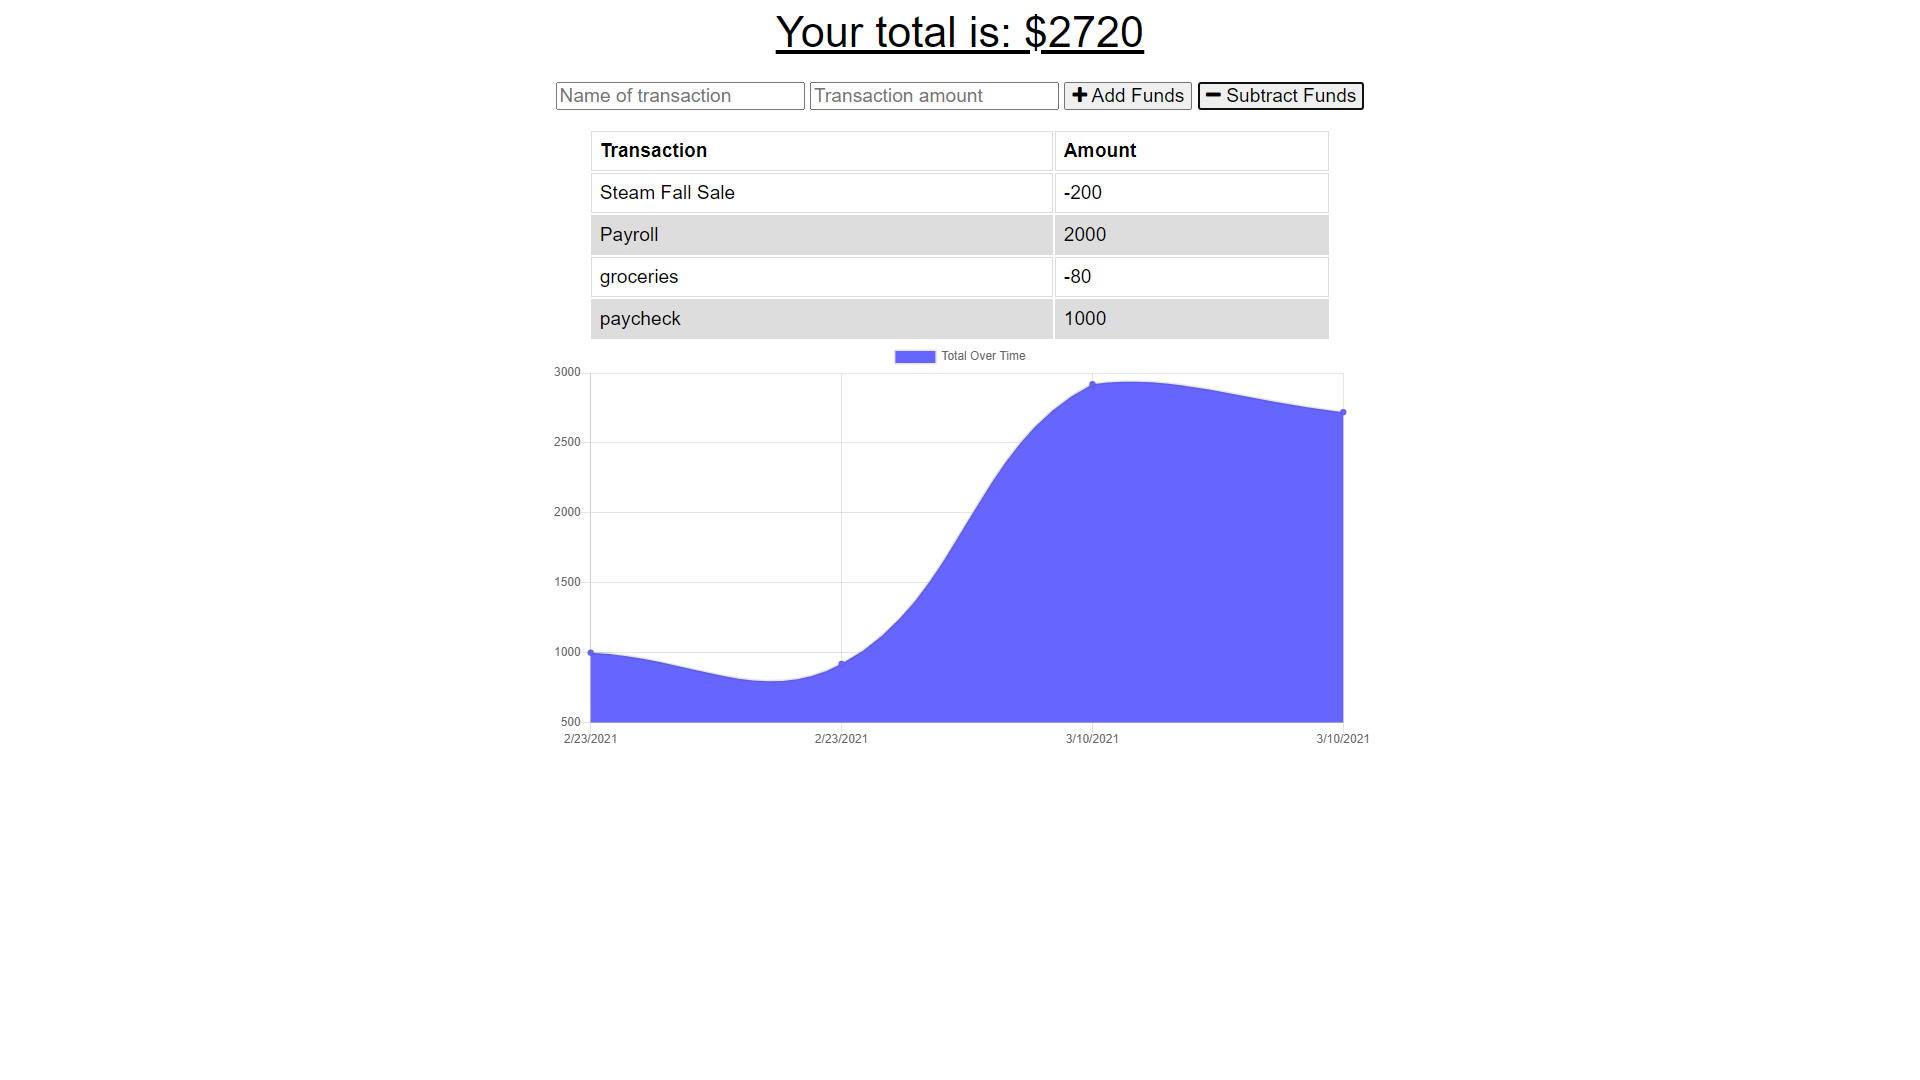 Your total is: $2720
Name of transaction Transaction amount Add Funds Subtract Funds
Transaction Amount
Steam Fall Sale -200
Payroll 2000
groceries -80
paycheck 1000
Total Over Time
3000
2500
2000
1500
1000
500
2/23/2021 2/23/2021 3/10/2021 3/10/2021